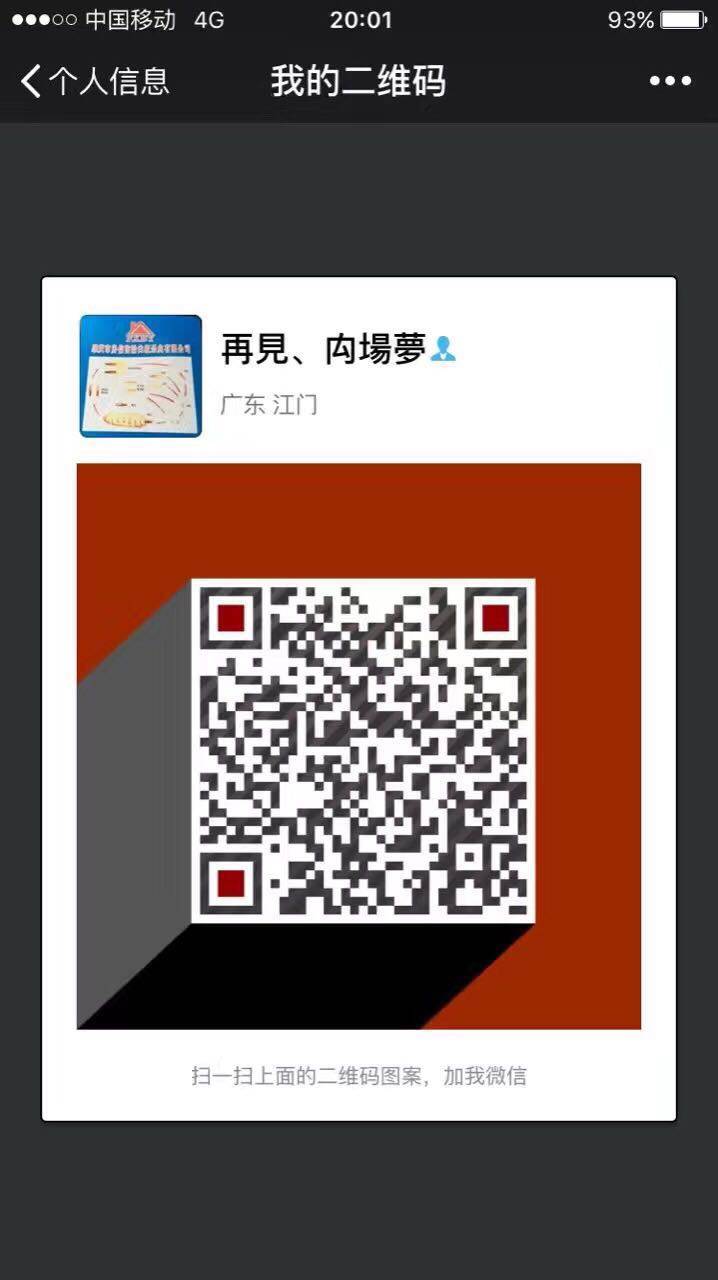 中国移动 4G 20:01 93%
个人信息 我的二维码
再見、內場夢
广东 江门
扫一扫上面的二维码图案，加我微信